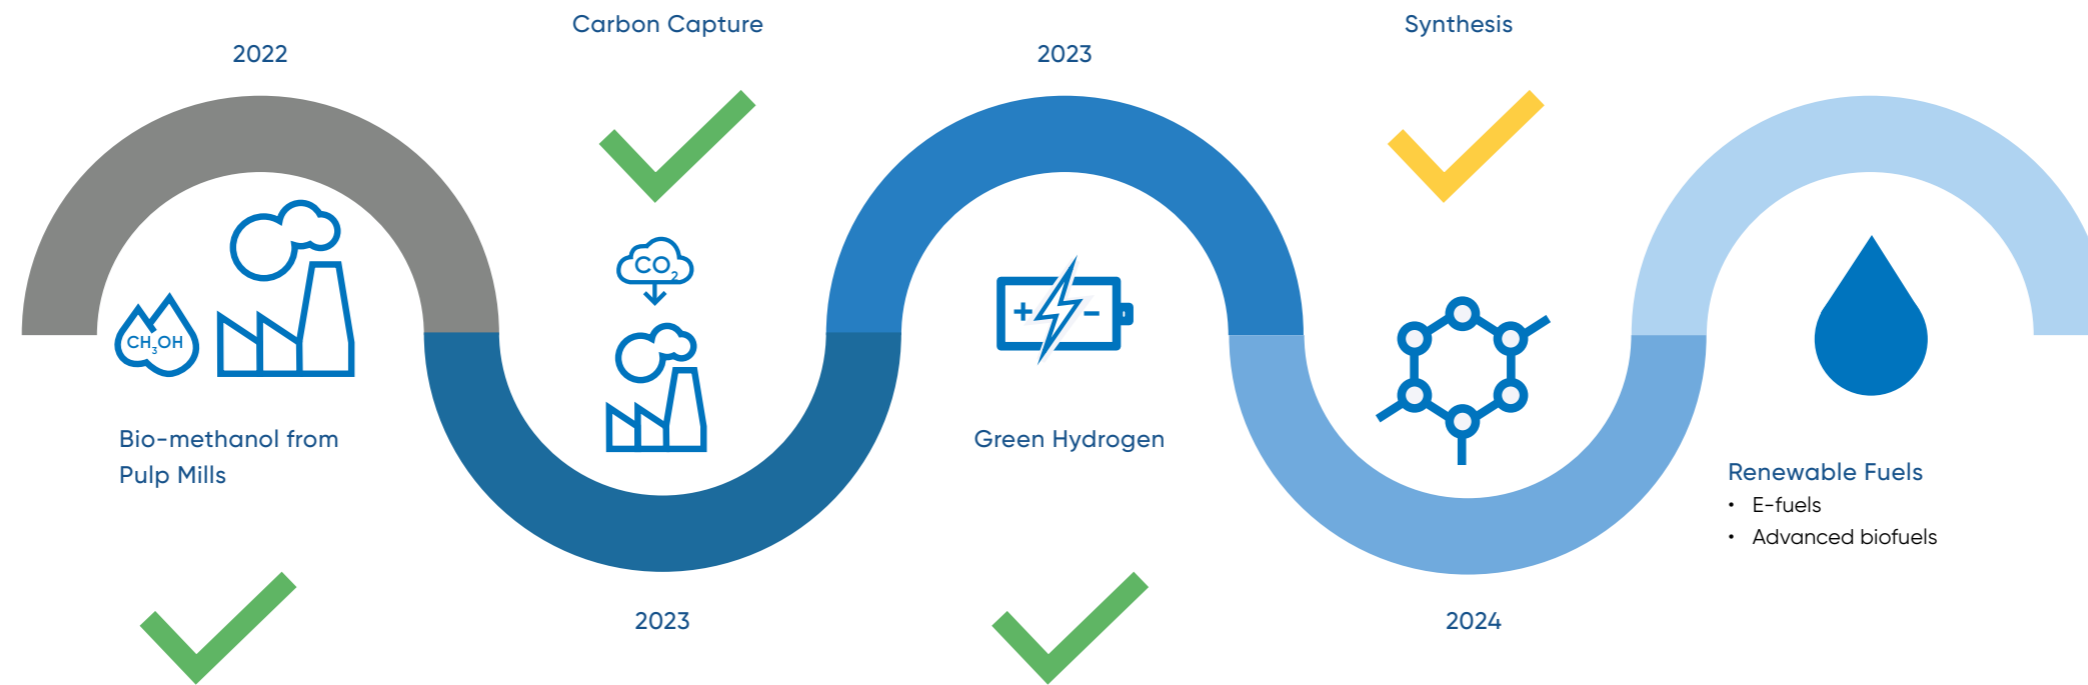 2022
CH3OH
Bio-methanol from
Pulp Mills
Carbon Capture
CO2
2023
2023
+ -
Green Hydrogen
Synthesis
2024
Renewable Fuels
• E-fuels
• Advanced biofuels